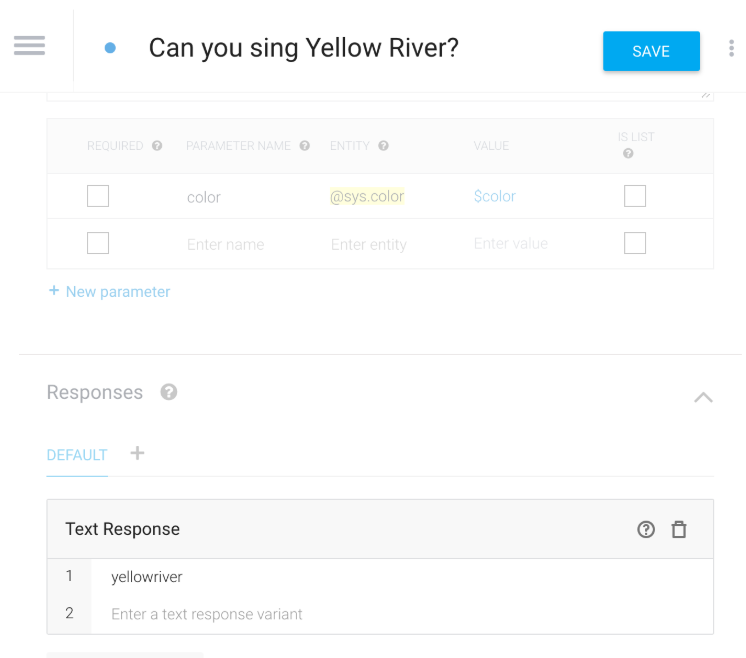 Can you sing Yellow River?
SAVE
REQUIRED PARAMETER NAME ENTITY VALUE IS LIST
color @sys.color $color
Enter name Enter entity Enter value
+ New parameter
Responses
DEFAULT +
Text Response
1 yellowriver
2 Enter a text response variant